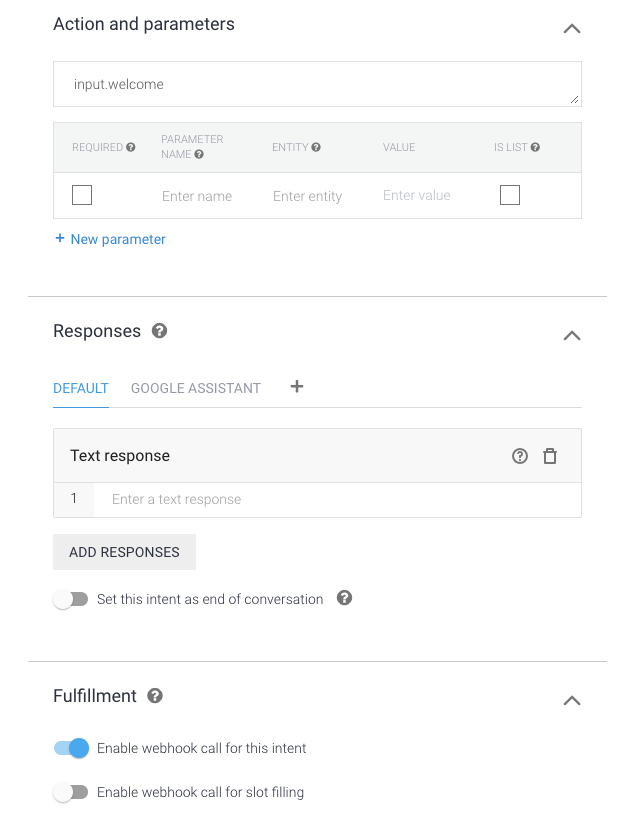 Action and parameters
input.welcome
REQUIRED ? PARAMETER NAME ? ENTITY ? VALUE IS LIST ?
Enter name Enter entity Enter value
+ New parameter
Responses ?
DEFAULT GOOGLE ASSISTANT +
Text response ?
1 Enter a text response
ADD RESPONSES
Set this intent as end of conversation ?
Fulfillment ?
Enable webhook call for this intent
Enable webhook call for slot filling